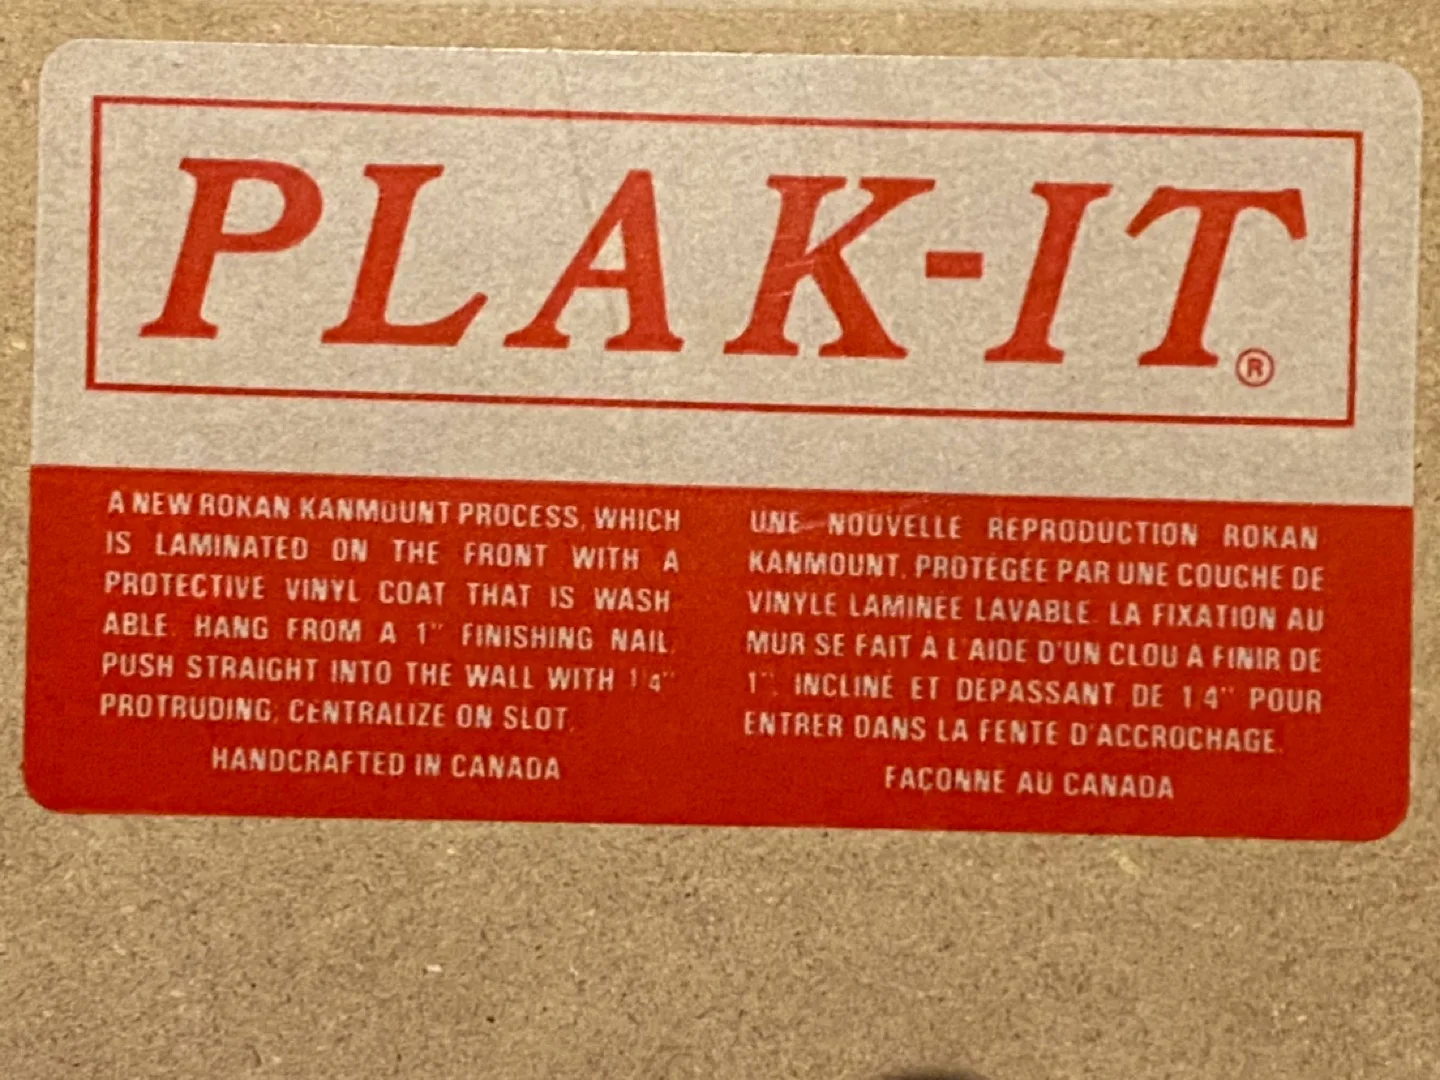 PLAK-IT®
A NEW ROKAN KANMOUNT PROCESS, WHICH
IS LAMINATED ON THE FRONT WITH A
PROTECTIVE VINYL COAT THAT IS WASH
ABLE. HANG FROM A 1" FINISHING NAIL,
PUSH STRAIGHT INTO THE WALL WITH 1/4"
PROTRUDING, CENTRALIZE ON SLOT.
HANDCRAFTED IN CANADA
UNE NOUVELLE REPRODUCTION ROKAN
KANMOUNT, PROTEGÉE PAR UNE COUCHE DE
VINYLE LAMINÉE LAVABLE. LA FIXATION AU
MUR SE FAIT À L'AIDE D'UN CLOU À FINIR DE
1", INCLINÉ ET DEPASSANT DE 1/4" POUR
ENTRER DANS LA FENTE D'ACCROCHAGE.
FAÇONNE AU CANADA